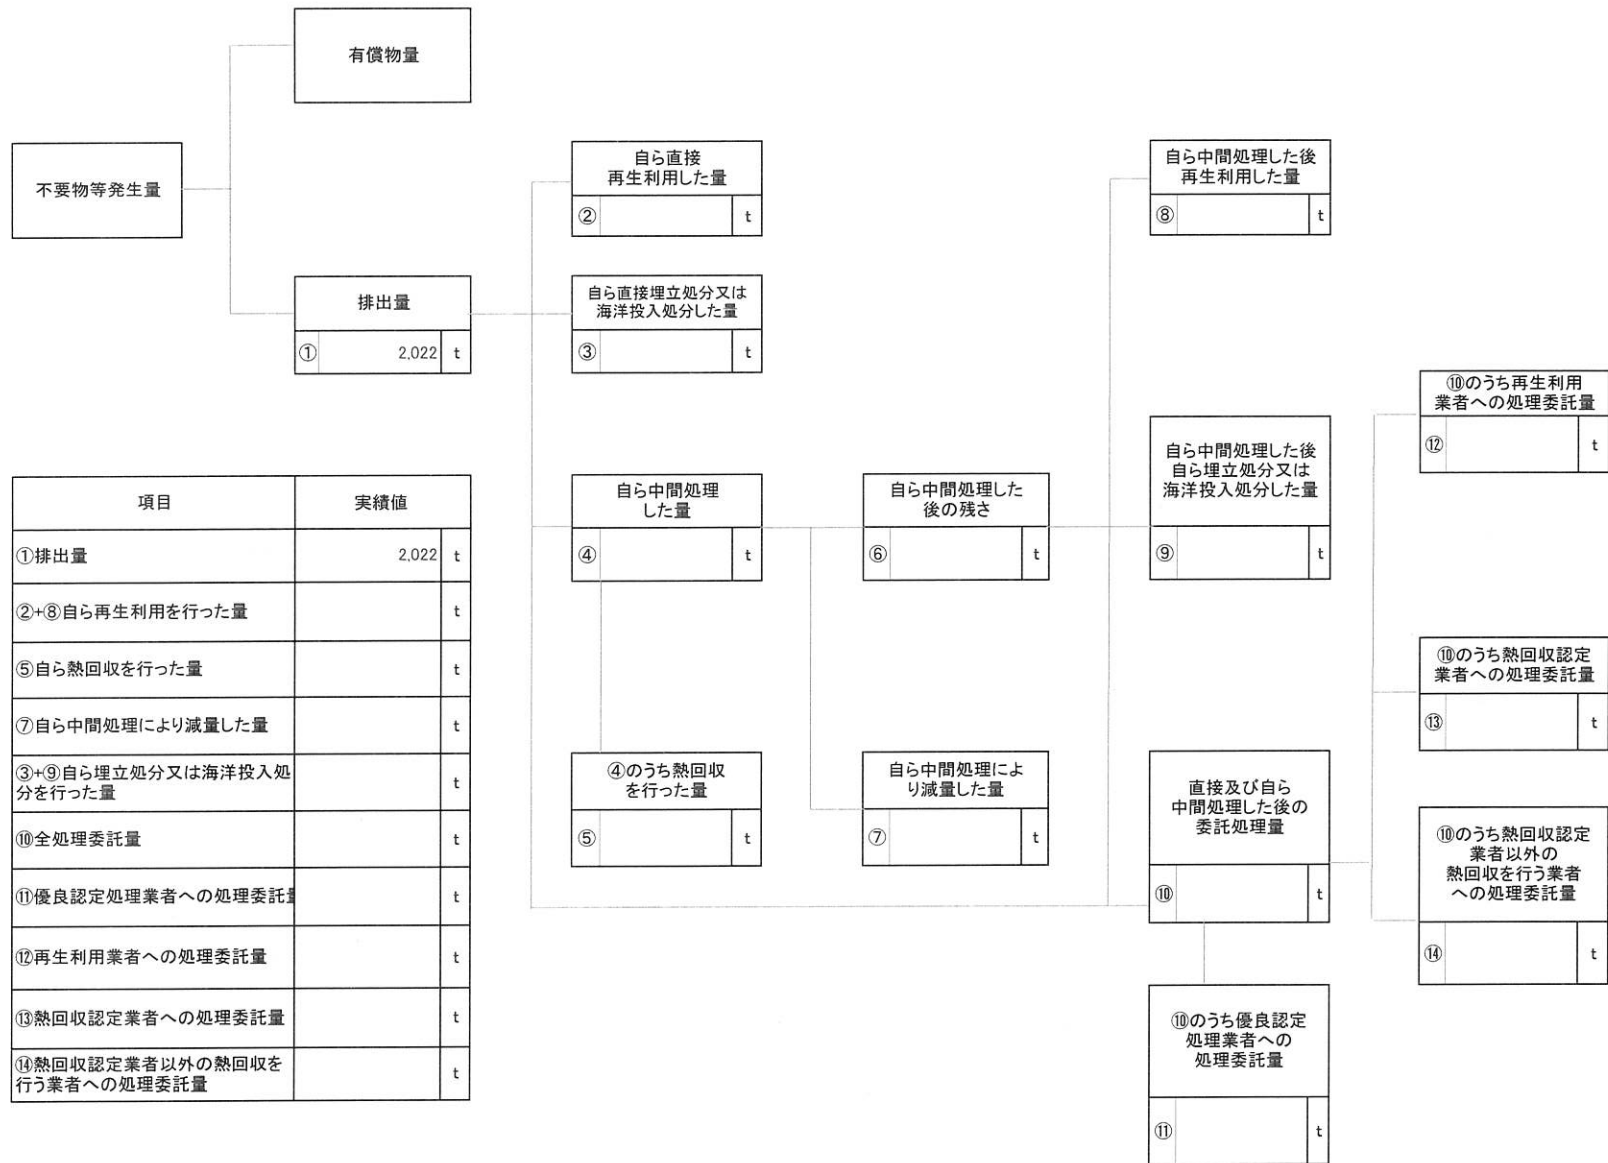 有償物量
不要物等発生量
排出量
① 2,022 t
自ら直接
再生利用した量
② t
自ら直接埋立処分又は
海洋投入処分した量
③ t
自ら中間処理
した量
④ t
④のうち熱回収
を行った量
⑤ t
自ら中間処理した
後の残さ
⑥ t
自ら中間処理によ
り減量した量
⑦ t
自ら中間処理した後
再生利用した量
⑧ t
自ら中間処理した後
自ら埋立処分又は
海洋投入処分した量
⑨ t
直接及び自ら
中間処理した後の
委託処理量
⑩ t
⑩のうち優良認定
処理業者への
処理委託量
⑪ t
⑩のうち再生利用
業者への処理委託量
⑫ t
⑩のうち熱回収認定
業者への処理委託量
⑬ t
⑩のうち熱回収認定
業者以外の
熱回収を行う業者
への処理委託量
⑭ t
項目 実績値
①排出量 2,022 t
②+⑧自ら再生利用を行った量 t
⑤自ら熱回収を行った量 t
⑦自ら中間処理により減量した量 t
③+⑨自ら埋立処分又は海洋投入処
分を行った量 t
⑩全処理委託量 t
⑪優良認定処理業者への処理委託量 t
⑫再生利用業者への処理委託量 t
⑬熱回収認定業者への処理委託量 t
⑭熱回収認定業者以外の熱回収を
行う業者への処理委託量 t